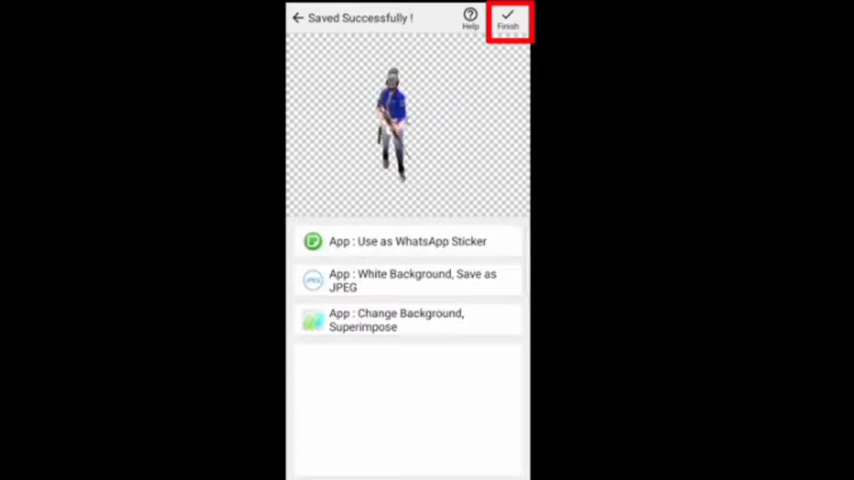 Saved Successfully !
Help
Finish
App : Use as WhatsApp Sticker
JPEG
App : White Background, Save as
JPEG
App : Change Background,
Superimpose